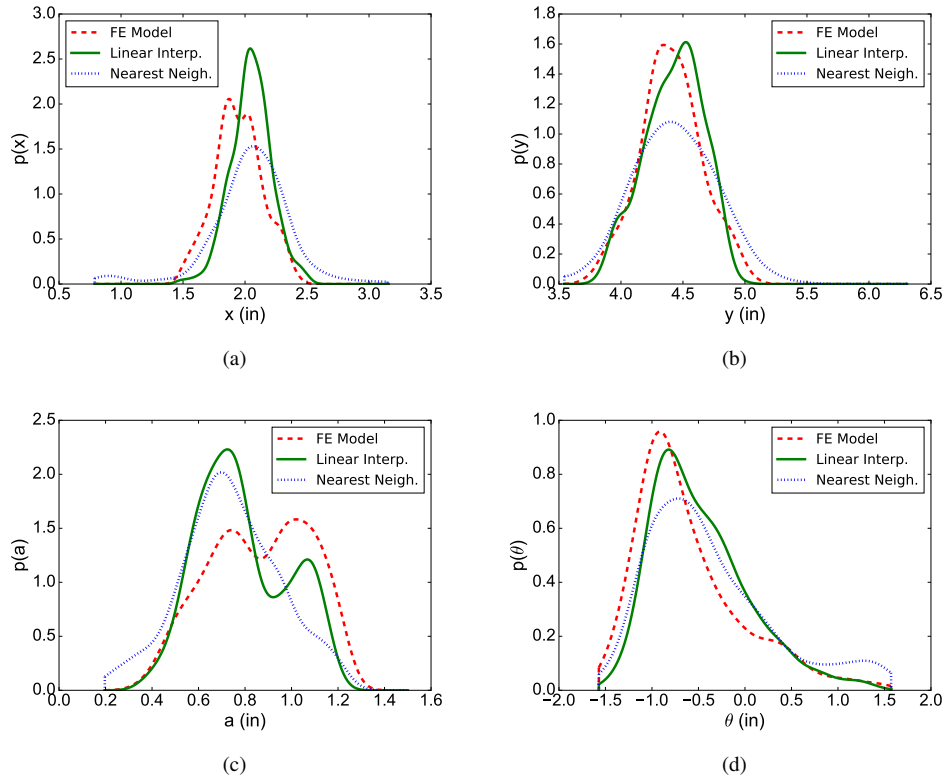 3.0
2.5
2.0
1.5
1.0
0.5
0.0
0.5 1.0 1.5 2.0 2.5 3.0 3.5
p(x)
x (in)
FE Model
Linear Interp.
Nearest Neigh.
(a)
1.8
1.6
1.4
1.2
1.0
0.8
0.6
0.4
0.2
0.0
3.5 4.0 4.5 5.0 5.5 6.0 6.5
p(y)
y (in)
FE Model
Linear Interp.
Nearest Neigh.
(b)
2.5
2.0
1.5
1.0
0.5
0.0
0.0 0.2 0.4 0.6 0.8 1.0 1.2 1.4 1.6
p(a)
a (in)
FE Model
Linear Interp.
Nearest Neigh.
(c)
1.0
0.8
0.6
0.4
0.2
0.0
−2.0 −1.5 −1.0 −0.5 0.0 0.5 1.0 1.5 2.0
p(θ)
θ (in)
FE Model
Linear Interp.
Nearest Neigh.
(d)